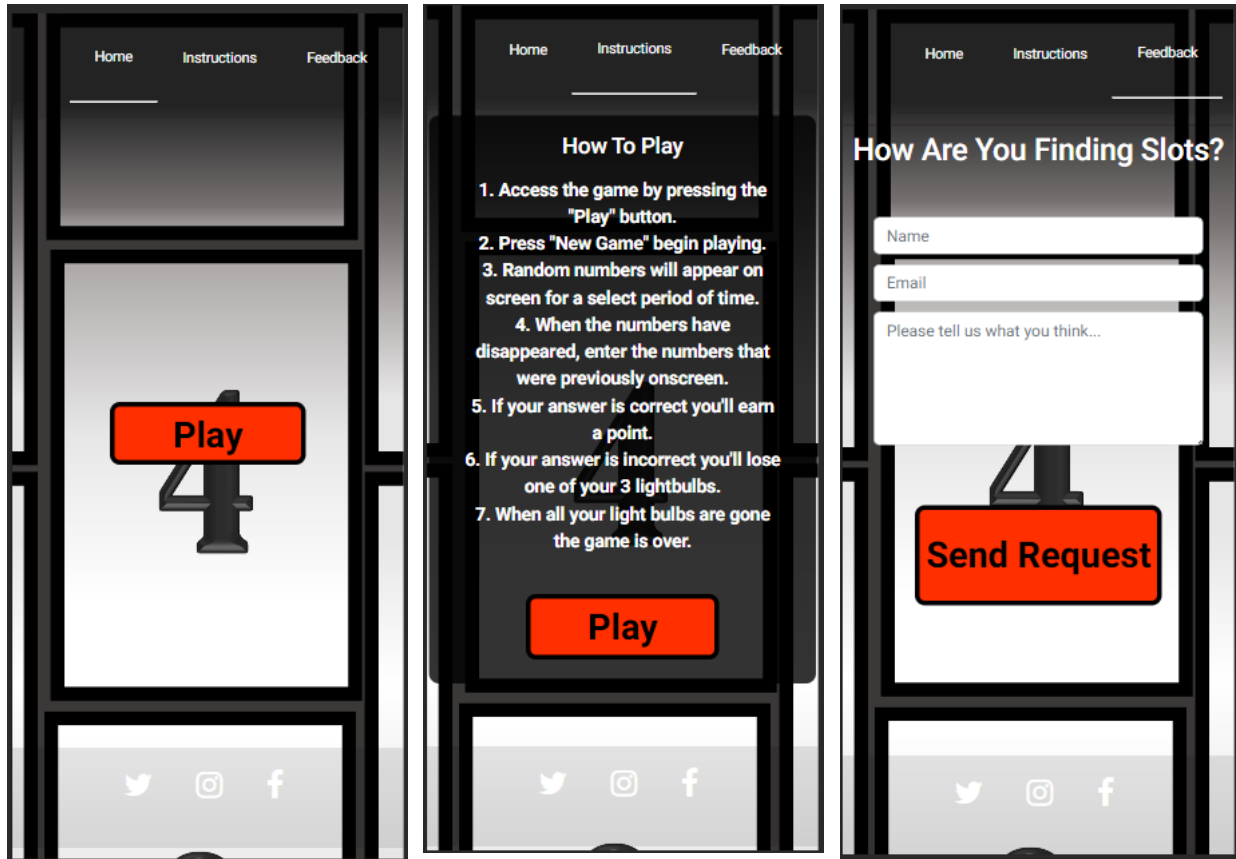 Home Instructions Feedback
Play
4
Home Instructions Feedback
How To Play
1. Access the game by pressing the
"Play" button.
2. Press "New Game" begin playing.
3. Random numbers will appear on
screen for a select period of time.
4. When the numbers have
disappeared, enter the numbers that
were previously onscreen.
5. If your answer is correct you'll earn
a point.
6. If your answer is incorrect you'll lose
one of your 3 lightbulbs.
7. When all your light bulbs are gone
the game is over.
4
Play
Home Instructions Feedback
How Are You Finding Slots?
Name
Email
Please tell us what you think...
4
Send Request